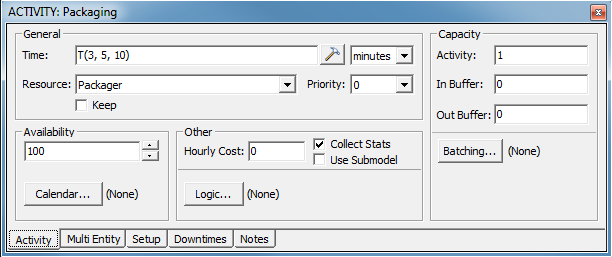 ACTIVITY: Packaging
General
Time: T(3, 5, 10) minutes
Resource: Packager Priority: 0
Keep
Capacity
Activity: 1
In Buffer: 0
Out Buffer: 0
Batching... (None)
Availability
100
Calendar... (None)
Other
Hourly Cost: 0 Collect Stats
Use Submodel
Logic... (None)
Activity Multi Entity Setup Downtimes Notes